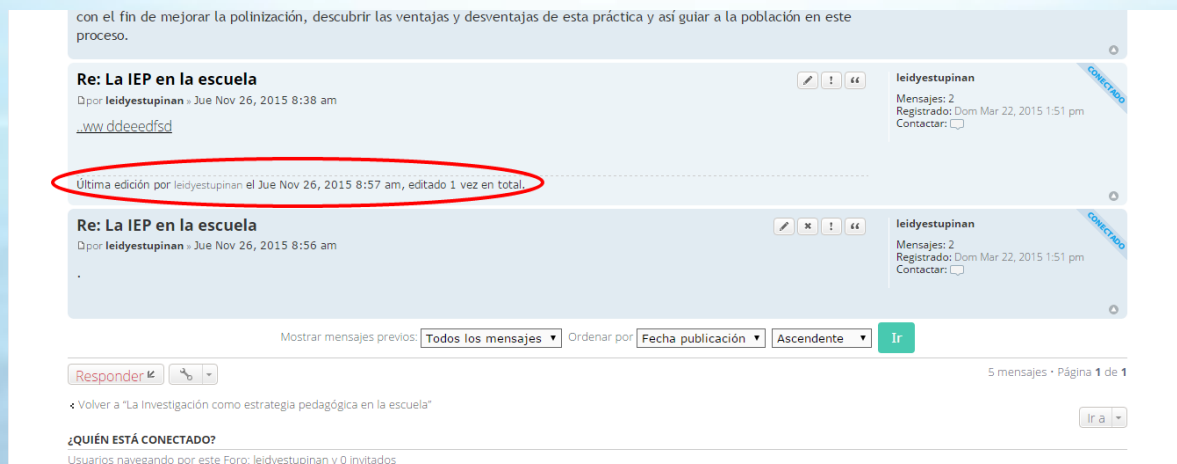 con el fin de mejorar la polinización, descubrir las ventajas y desventajas de esta práctica y así guiar a la población en este
proceso.
Re: La IEP en la escuela
por leidyestupinan » Jue Nov 26, 2015 8:38 am
..ww ddeeedfsd
Última edición por leidyestupinan el Jue Nov 26, 2015 8:57 am, editado 1 vez en total.
leidyestupinan
Mensajes: 2
Registrado: Dom Mar 22, 2015 1:51 pm
Contactar:
CONECTADO
Re: La IEP en la escuela
por leidyestupinan » Jue Nov 26, 2015 8:56 am
.
leidyestupinan
Mensajes: 2
Registrado: Dom Mar 22, 2015 1:51 pm
Contactar:
CONECTADO
Mostrar mensajes previos: Todos los mensajes Ordenar por Fecha publicación Ascendente Ir
Responder
5 mensajes • Página 1 de 1
Volver a “La Investigación como estrategia pedagógica en la escuela”
Ir a
¿QUIÉN ESTÁ CONECTADO?
Usuarios navegando por este Foro: leidyestupinan y 0 invitados